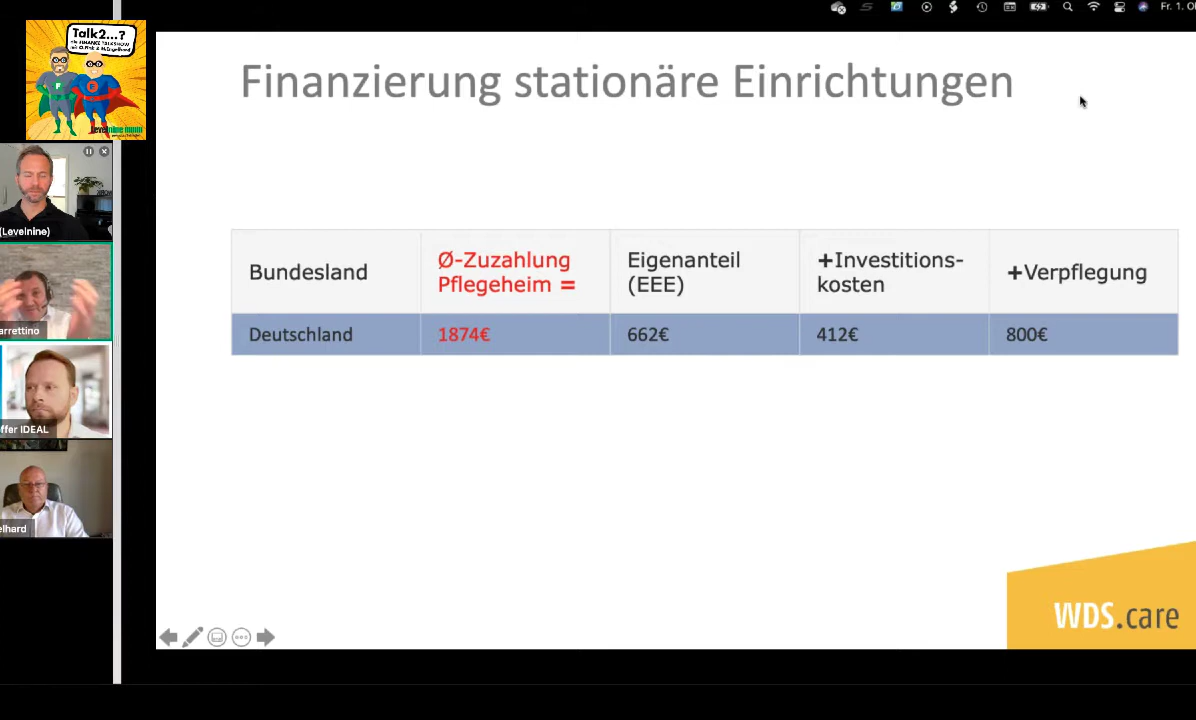 Fr. 1. O
Talk2...?
Finanzierung stationäre Einrichtungen
(Levelnine)
arrettino
ffer IDEAL
elhard
Bundesland
Ø-Zuzahlung
Pflegeheim =
Eigenanteil
(EEE)
+Investitions-
kosten
+Verpflegung
Deutschland
1874€
662€
412€
800€
WDS.care